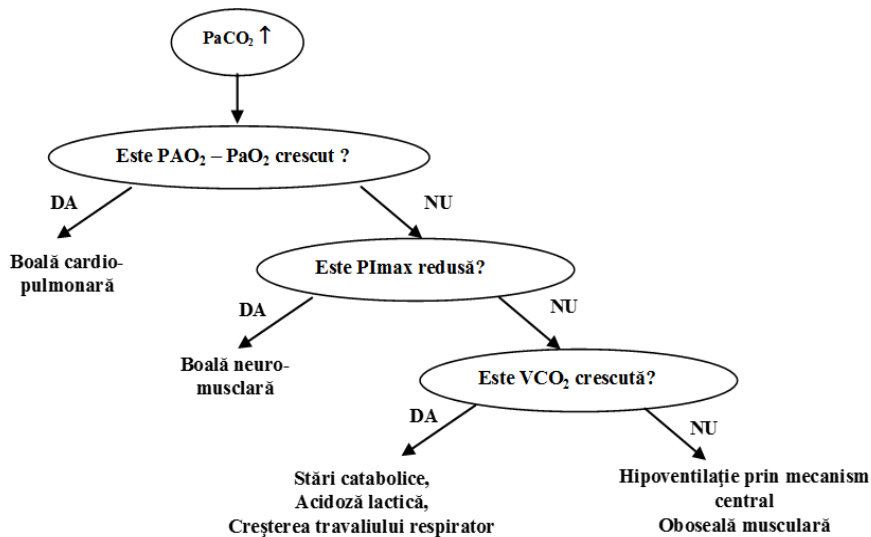 PaCO₂ ↑
Este PAO₂ – PaO₂ crescut ?
DA
NU
Boală cardio-
pulmonară
Este PImax redusă?
DA
NU
Boală neuro-
musclară
Este VCO₂ crescută?
DA
NU
Stări catabolice,
Acidoză lactică,
Creşterea travaliului respirator
Hipoventilaţie prin mecanism
central
Oboseală musculară